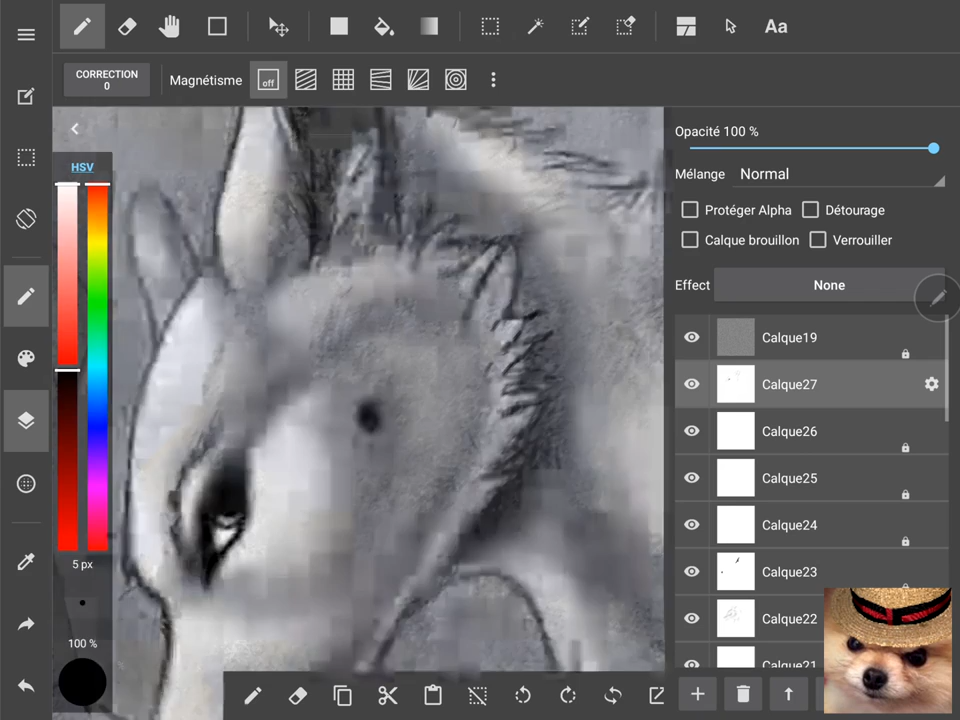 Aa
CORRECTION
0
Magnétisme
off
HSV
5 px
100 %
Opacité 100 %
Mélange Normal
Protéger Alpha Détourage
Calque brouillon Verrouiller
Effect None
Calque19
Calque27
Calque26
Calque25
Calque24
Calque23
Calque22
Calque21